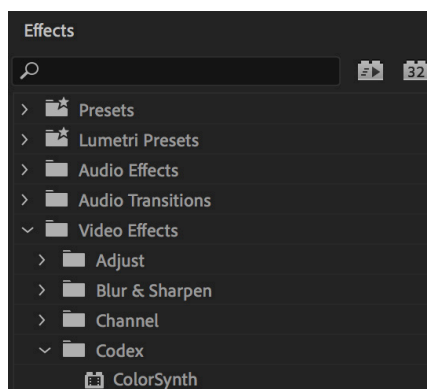 Effects
32
Presets
Lumetri Presets
Audio Effects
Audio Transitions
Video Effects
Adjust
Blur & Sharpen
Channel
Codex
ColorSynth